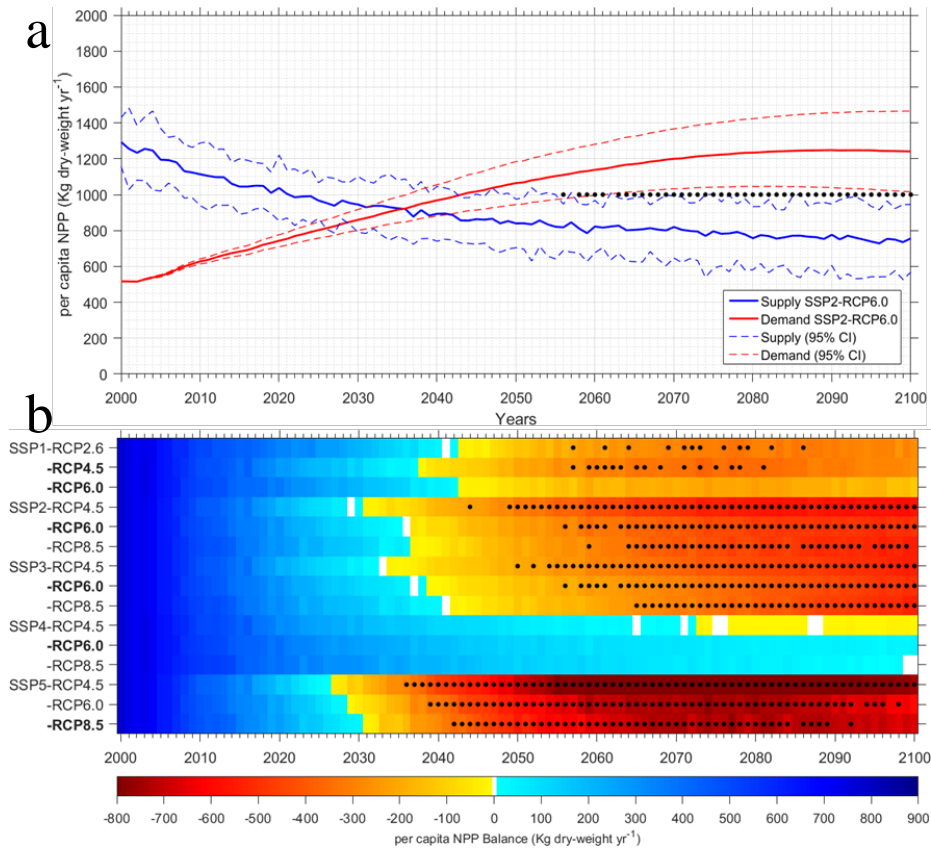 a
2000
1800
1600
1400
1200
1000
800
600
400
200
0
per capita NPP (Kg dry-weight yr⁻¹)
Supply SSP2-RCP6.0
Demand SSP2-RCP6.0
Supply (95% CI)
Demand (95% CI)
2000 2010 2020 2030 2040 2050 2060 2070 2080 2090 2100
Years
b
SSP1-RCP2.6
-RCP4.5
-RCP6.0
SSP2-RCP4.5
-RCP6.0
-RCP8.5
SSP3-RCP4.5
-RCP6.0
-RCP8.5
SSP4-RCP4.5
-RCP6.0
-RCP8.5
SSP5-RCP4.5
-RCP6.0
-RCP8.5
2000 2010 2020 2030 2040 2050 2060 2070 2080 2090 2100
-800 -700 -600 -500 -400 -300 -200 -100 0 100 200 300 400 500 600 700 800 900
per capita NPP Balance (Kg dry-weight yr⁻¹)